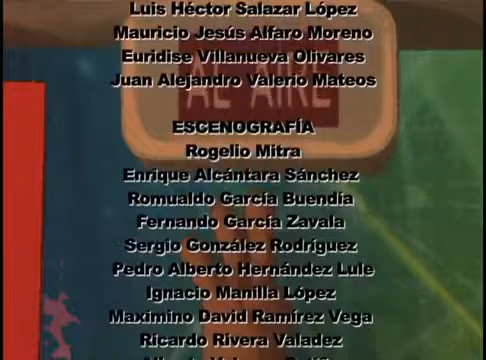 Luis Héctor Salazar López
Mauricio Jesús Alfaro Moreno
Euridise Villanueva Olivares
Juan Alejandro Valerio Mateos
AL AIRE
ESCENOGRAFÍA
Rogelio Mitra
Enrique Alcántara Sánchez
Romualdo García Buendía
Fernando García Zavala
Sergio González Rodríguez
Pedro Alberto Hernández Lule
Ignacio Manilla López
Maximino David Ramírez Vega
Ricardo Rivera Valadez